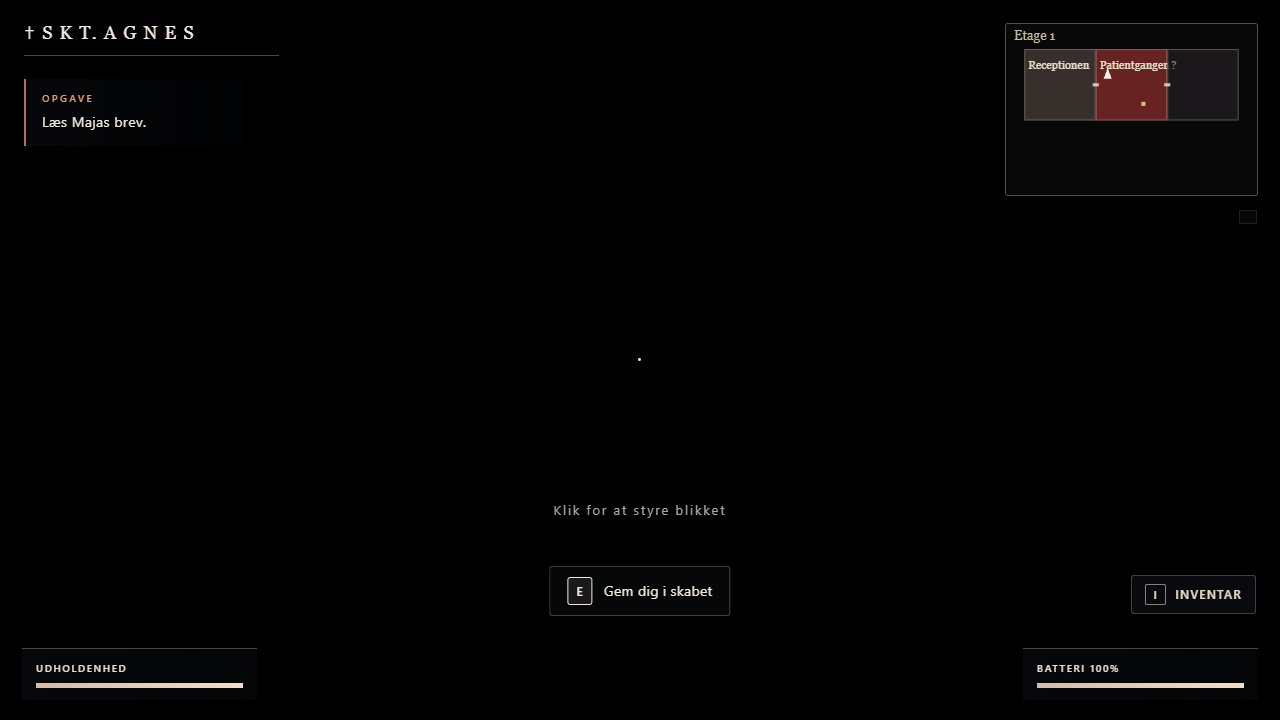 † SKT. AGNES
OPGAVE
Læs Majas brev.
Etage 1
Receptionen
Patientgangen
?
Klik for at styre blikket
E Gem dig i skabet
I INVENTAR
UDHOLDENHED
BATTERI 100%